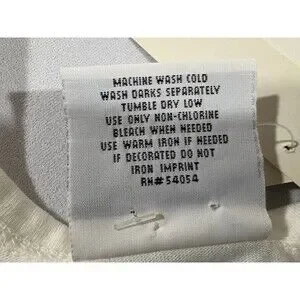 MACHINE WASH COLD
WASH DARKS SEPARATELY
TUMBLE DRY LOW
USE ONLY NON-CHLORINE
BLEACH WHEN NEEDED
USE WARM IRON IF NEEDED
IF DECORATED DO NOT
IRON IMPRINT
RN#54054